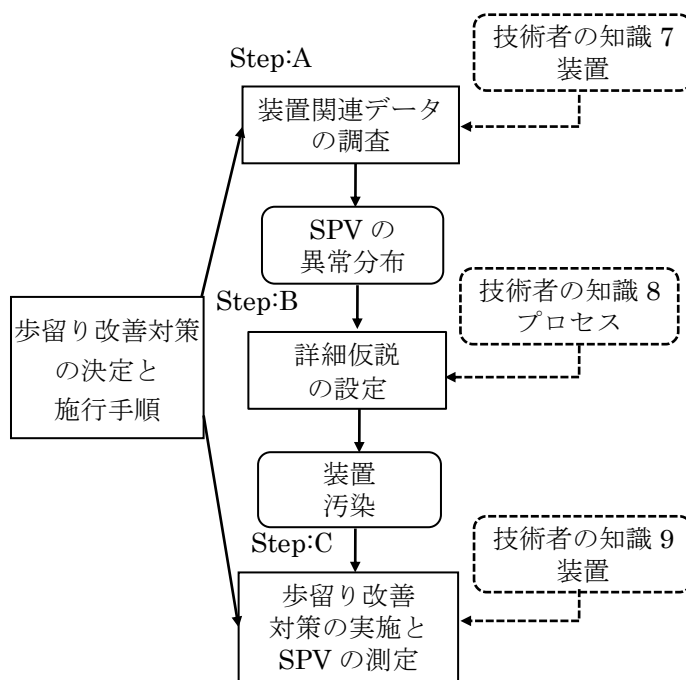 技術者の知識 7
装置
Step:A
装置関連データ
の調査
SPV の
異常分布
Step:B
技術者の知識 8
プロセス
歩留り改善対策
の決定と
施行手順
詳細仮説
の設定
装置
汚染
Step:C
技術者の知識 9
装置
歩留り改善
対策の実施と
SPV の測定